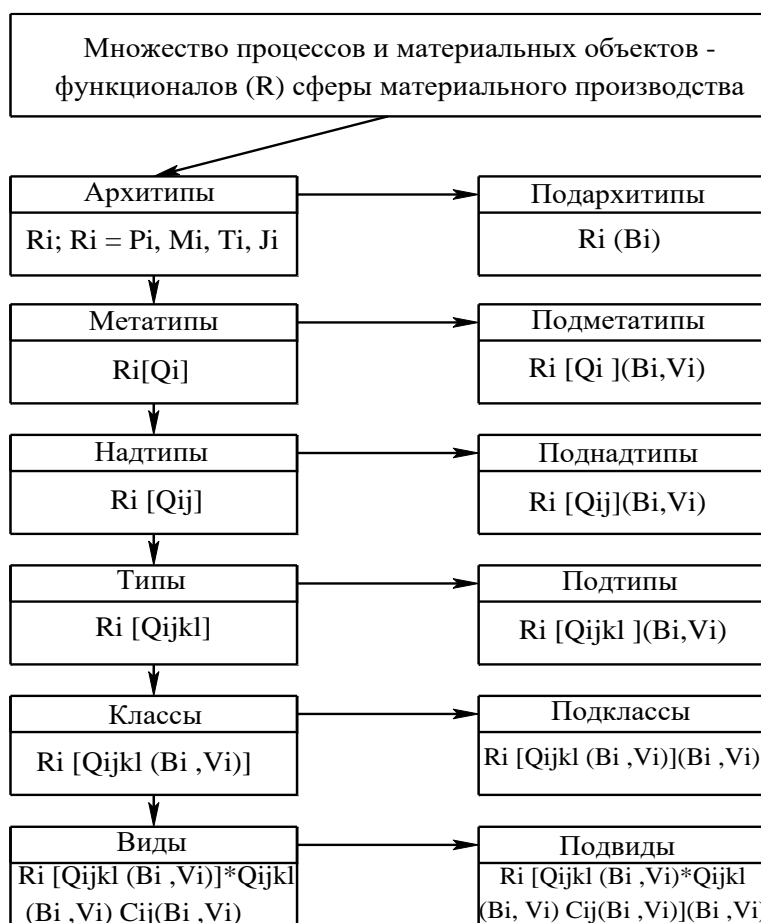 Множество процессов и материальных объектов -
функционалов (R) сферы материального производства
Архитипы
Ri; Ri = Pi, Mi, Ti, Ji
Подархитипы
Ri (Bi)
Метатипы
Ri[Qi]
Подметатипы
Ri [Qi ](Bi,Vi)
Надтипы
Ri [Qij]
Поднадтипы
Ri [Qij](Bi,Vi)
Типы
Ri [Qijkl]
Подтипы
Ri [Qijkl ](Bi,Vi)
Классы
Ri [Qijkl (Bi ,Vi)]
Подклассы
Ri [Qijkl (Bi ,Vi)](Bi ,Vi)
Виды
Ri [Qijkl (Bi ,Vi)]*Qijkl
(Bi ,Vi) Cij(Bi ,Vi)
Подвиды
Ri [Qijkl (Bi ,Vi)*Qijkl
(Bi, Vi) Cij(Bi ,Vi)](Bi ,Vi)